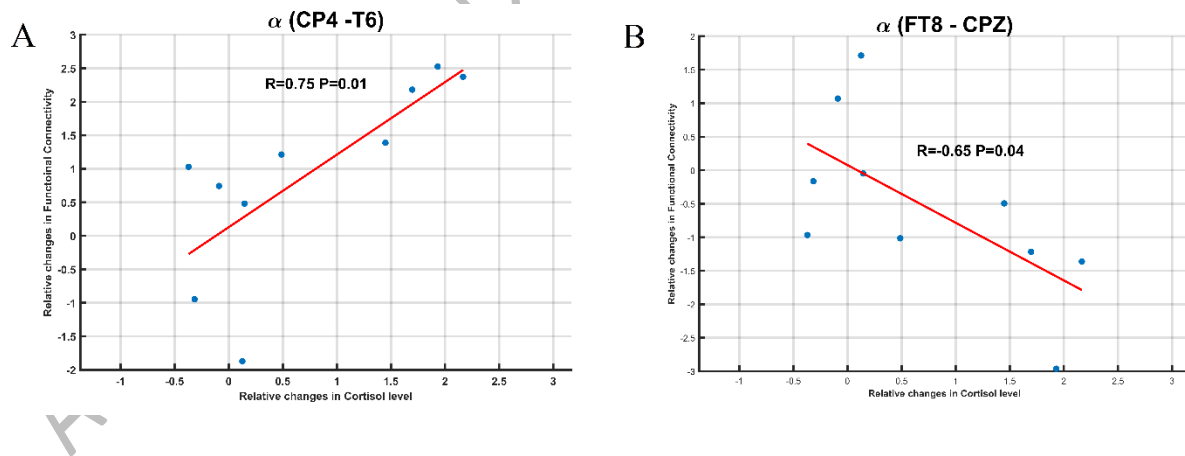 A
α (CP4 -T6)
R=0.75 P=0.01
Relative changes in Functoinal Connectivity
3
2.5
2
1.5
1
0.5
0
-0.5
-1
-1.5
-2
-1 -0.5 0 0.5 1 1.5 2 2.5 3
Relative changes in Cortisol level
B
α (FT8 - CPZ)
R=-0.65 P=0.04
Relative changes in Functional Connectivity
2
1.5
1
0.5
0
-0.5
-1
-1.5
-2
-2.5
-3
-1 -0.5 0 0.5 1 1.5 2 2.5 3
Relative changes in Cortisol level